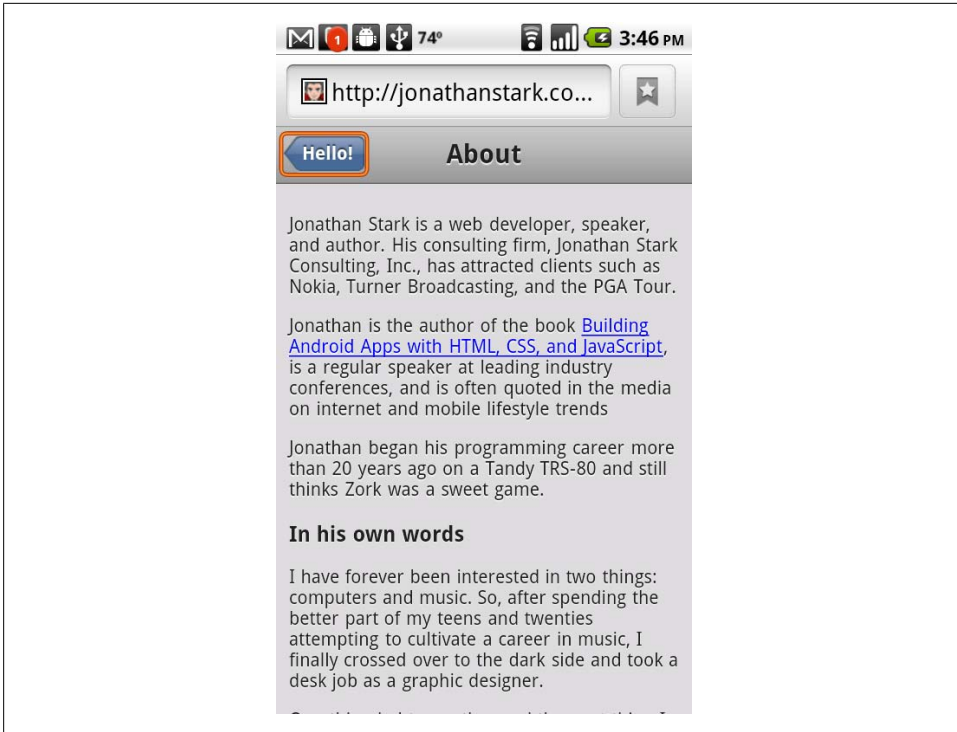 1 74° 3:46 PM
http://jonathanstark.co...
Hello! About
Jonathan Stark is a web developer, speaker,
and author. His consulting firm, Jonathan Stark
Consulting, Inc., has attracted clients such as
Nokia, Turner Broadcasting, and the PGA Tour.
Jonathan is the author of the book Building
Android Apps with HTML, CSS, and JavaScript,
is a regular speaker at leading industry
conferences, and is often quoted in the media
on internet and mobile lifestyle trends
Jonathan began his programming career more
than 20 years ago on a Tandy TRS-80 and still
thinks Zork was a sweet game.
In his own words
I have forever been interested in two things:
computers and music. So, after spending the
better part of my teens and twenties
attempting to cultivate a career in music, I
finally crossed over to the dark side and took a
desk job as a graphic designer.